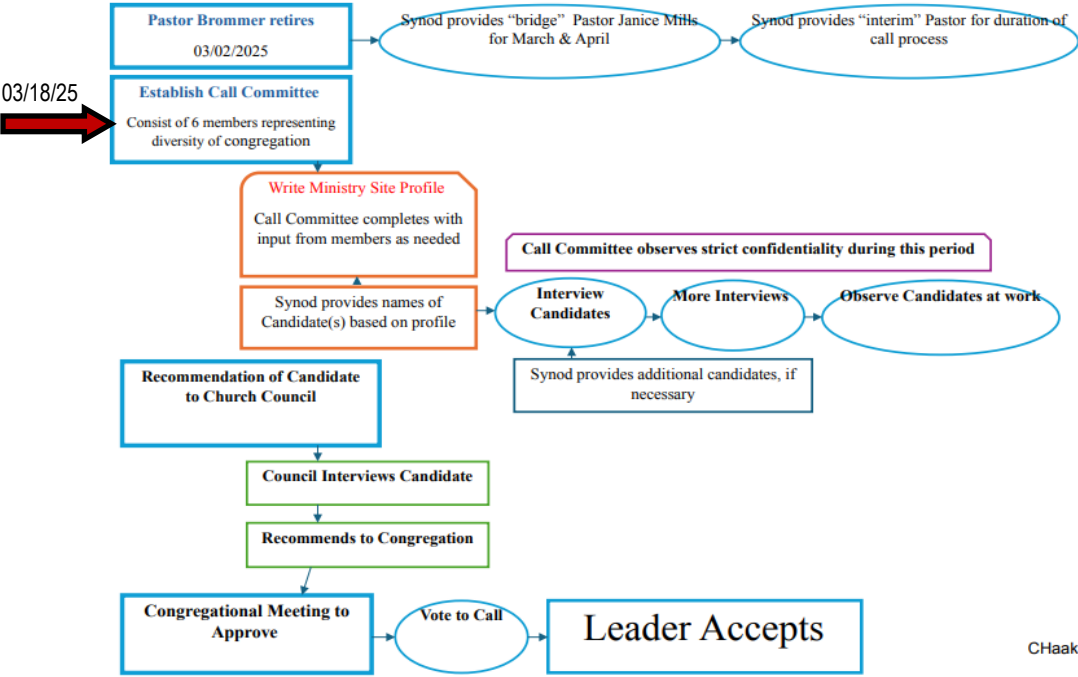 Pastor Brommer retires
03/02/2025
Synod provides “bridge” Pastor Janice Mills
for March & April
Synod provides “interim” Pastor for duration of
call process
03/18/25
Establish Call Committee
Consist of 6 members representing
diversity of congregation
Write Ministry Site Profile
Call Committee completes with
input from members as needed
Call Committee observes strict confidentiality during this period
Synod provides names of
Candidate(s) based on profile
Interview
Candidates
More Interviews
Observe Candidates at work
Synod provides additional candidates, if
necessary
Recommendation of Candidate
to Church Council
Council Interviews Candidate
Recommends to Congregation
Congregational Meeting to
Approve
Vote to Call
Leader Accepts
CHaak